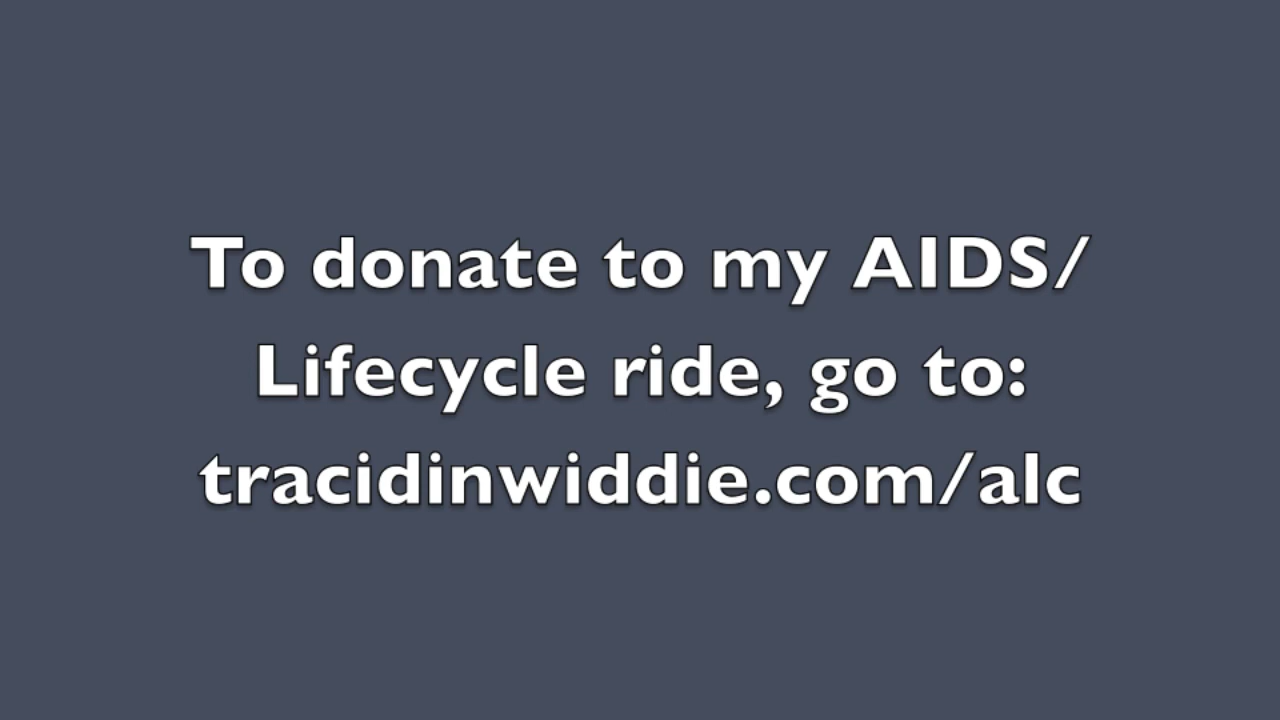 To donate to my AIDS/
Lifecycle ride, go to:
tracidinwiddie.com/alc